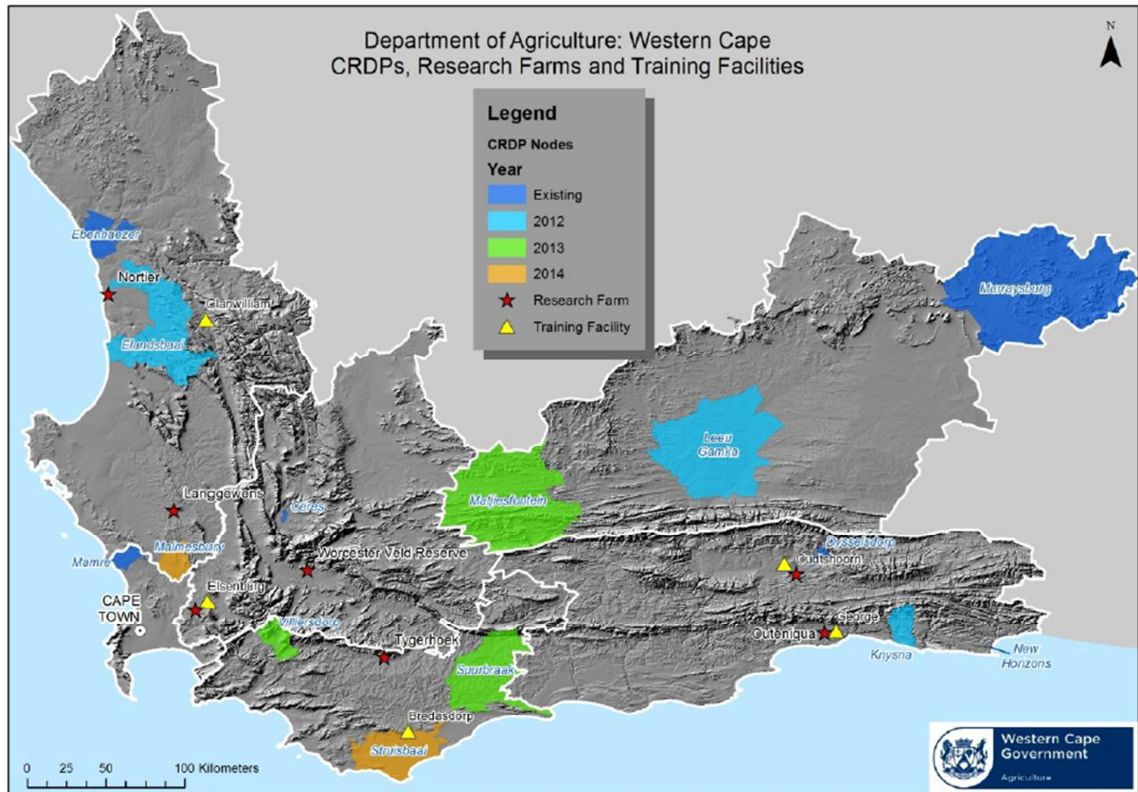 Department of Agriculture: Western Cape
CRDPs, Research Farms and Training Facilities
N
Legend
CRDP Nodes
Year
Existing
2012
2013
2014
Research Farm
Training Facility
Ebenhaezer
Nortier
Clanwilliam
Elandsbaai
Murraysburg
Leeu
Gamka
Matjiesfontein
Langgewens
Ceres
Malmesbury
Mamre
Worcester Veld Reserve
Dysselsdorp
Oudtshoorn
Elsenburg
CAPE
TOWN
Villiersdorp
Tygerhoek
George
Outeniqua
Suurbraak
Knysna
New
Horizons
Bredasdorp
Struisbaai
0 25 50 100 Kilometers
Western Cape
Government
Agriculture